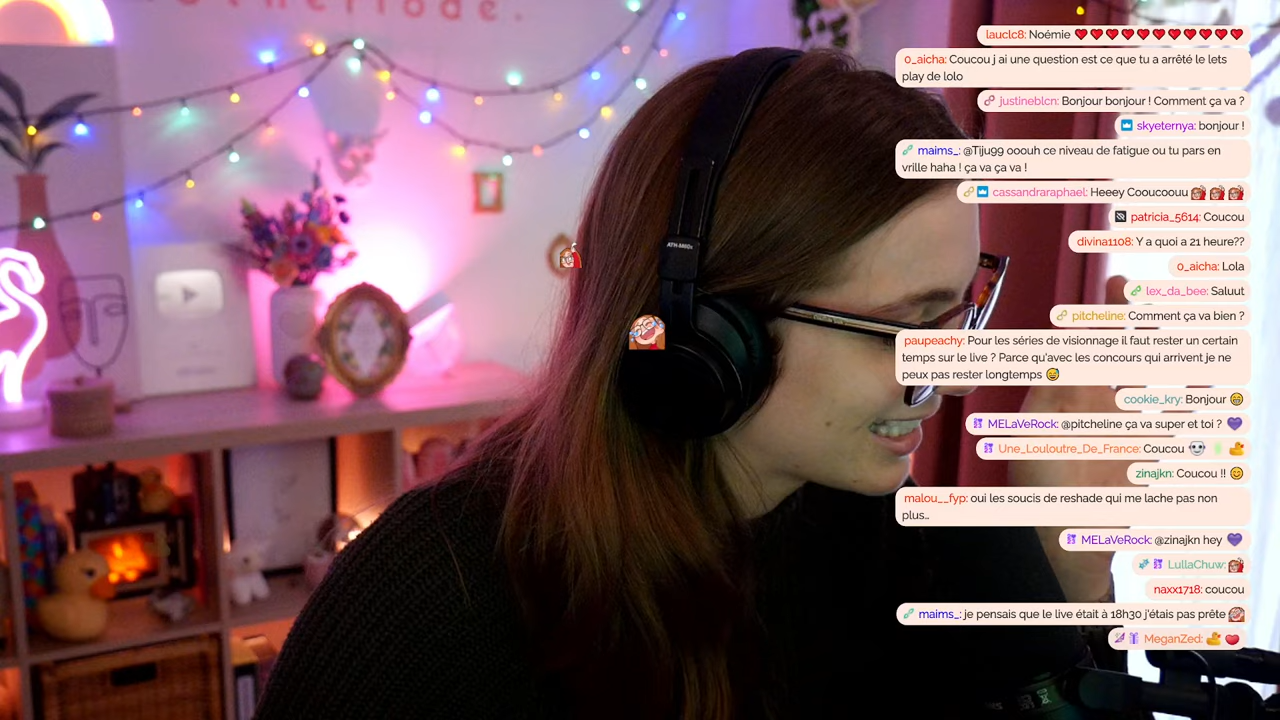 motherlode.
lauclc8: Noémie ❤❤❤❤❤❤❤❤❤❤❤
0_aicha: Coucou j ai une question est ce que tu a arrêté le lets
play de lolo
justineblcn: Bonjour bonjour ! Comment ça va ?
skyeternya: bonjour !
maims_: @Tiju99 ooouh ce niveau de fatigue ou tu pars en
vrille haha ! ça va ça va !
cassandraraphael: Heeey Cooucoouu
patricia_5614: Coucou
divina1108: Y a quoi a 21 heure??
0_aicha: Lola
lex_da_bee: Saluut
pitcheline: Comment ça va bien ?
paupeachy: Pour les séries de visionnage il faut rester un certain
temps sur le live ? Parce qu'avec les concours qui arrivent je ne
peux pas rester longtemps 😅
cookie_kry: Bonjour 😁
MELaVeRock: @pitcheline ça va super et toi ? 💜
Une_Louloutre_De_France: Coucou
zinajkn: Coucou !! 😊
malou__fyp: oui les soucis de reshade qui me lache pas non
plus...
MELaVeRock: @zinajkn hey 💜
LullaChuw:
naxx1718: coucou
maims_: je pensais que le live était à 18h30 j'étais pas prête
MeganZed: